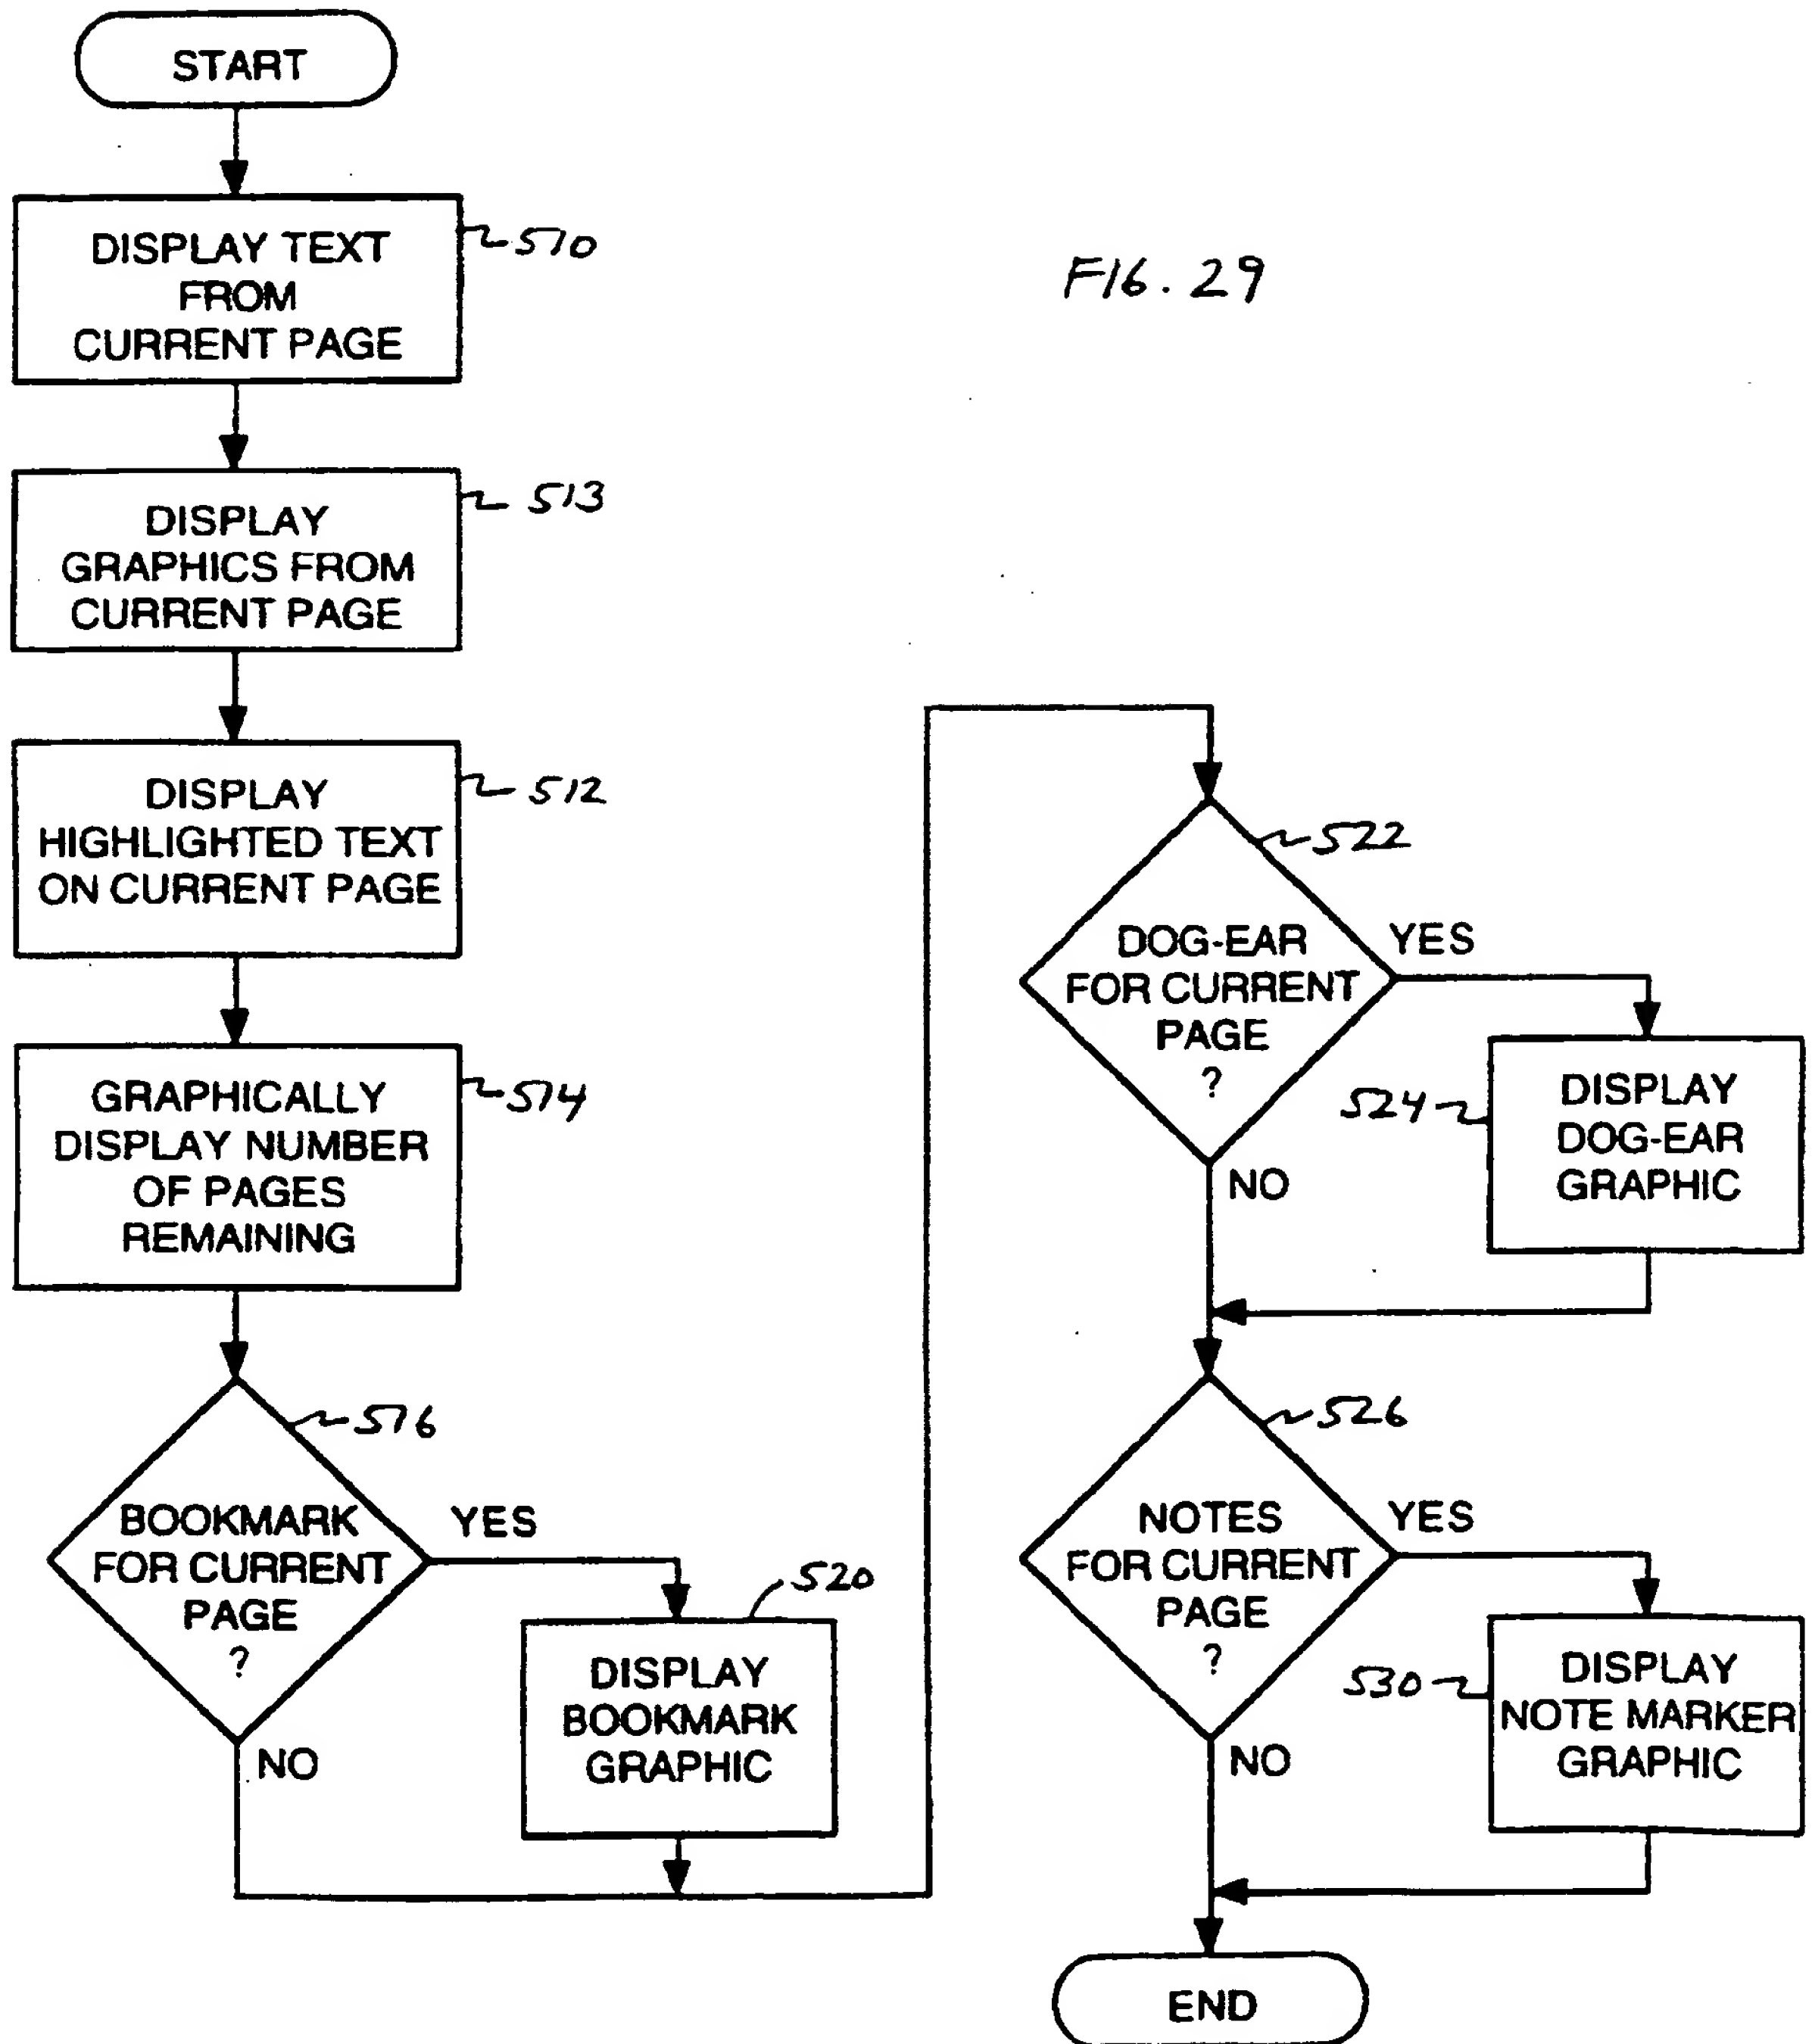 START
DISPLAY TEXT
FROM
CURRENT PAGE
510
FIG. 29
DISPLAY
GRAPHICS FROM
CURRENT PAGE
513
DISPLAY
HIGHLIGHTED TEXT
ON CURRENT PAGE
512
GRAPHICALLY
DISPLAY NUMBER
OF PAGES
REMAINING
514
BOOKMARK
FOR CURRENT
PAGE
?
516
YES
NO
520
DISPLAY
BOOKMARK
GRAPHIC
522
DOG-EAR
FOR CURRENT
PAGE
?
YES
NO
524
DISPLAY
DOG-EAR
GRAPHIC
526
NOTES
FOR CURRENT
PAGE
?
YES
NO
530
DISPLAY
NOTE MARKER
GRAPHIC
END